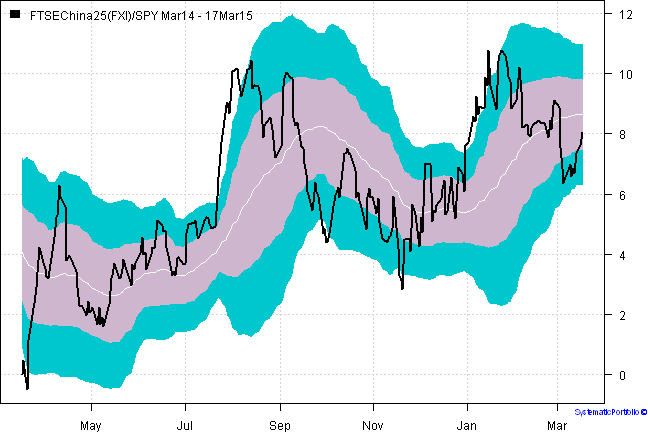 FTSEChina25(FXI)/SPY Mar14 - 17Mar15
12
10
8
6
4
2
0
May
Jul
Sep
Nov
Jan
Mar
SystematicPortfolio ©